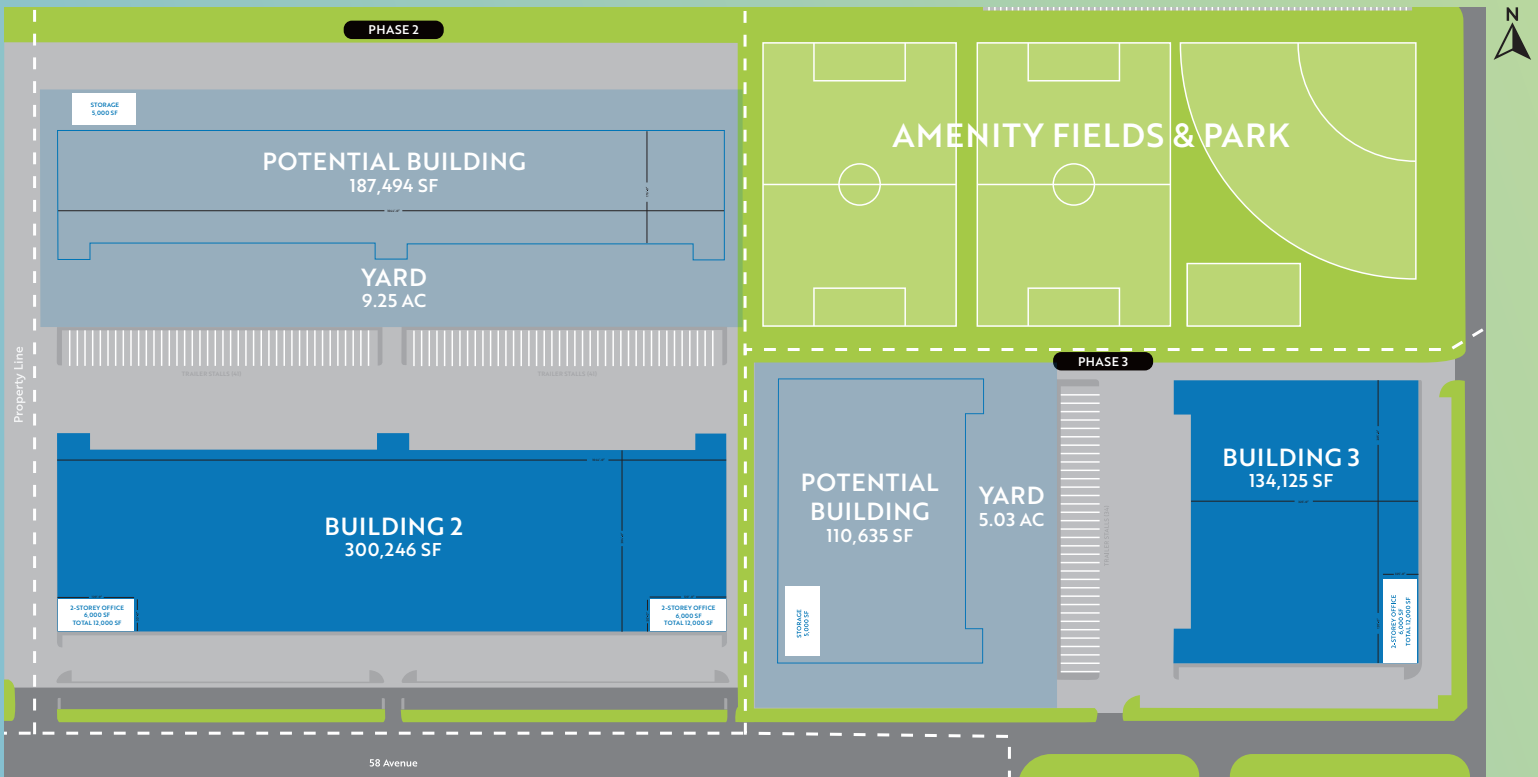 PHASE 2
N
STORAGE
5,000 SF
POTENTIAL BUILDING
187,494 SF
YARD
9.25 AC
AMENITY FIELDS & PARK
Property Line
PHASE 3
BUILDING 2
300,246 SF
2-STOREY OFFICE
6,000 SF
TOTAL 12,000 SF
2-STOREY OFFICE
6,000 SF
TOTAL 12,000 SF
POTENTIAL
BUILDING
110,635 SF
STORAGE
5,000 SF
YARD
5.03 AC
BUILDING 3
134,125 SF
2-STOREY OFFICE
6,000 SF
TOTAL 12,000 SF
58 Avenue